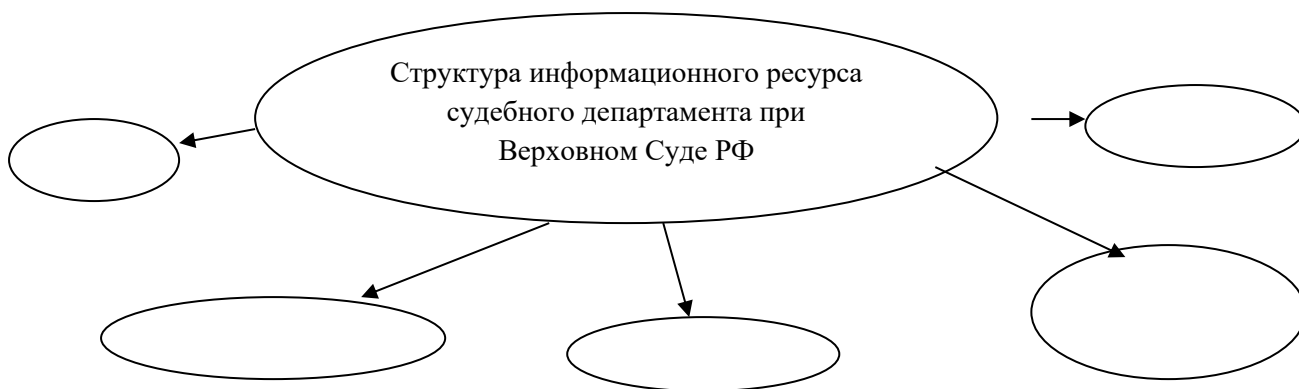 Структура информационного ресурса
судебного департамента при
Верховном Суде РФ